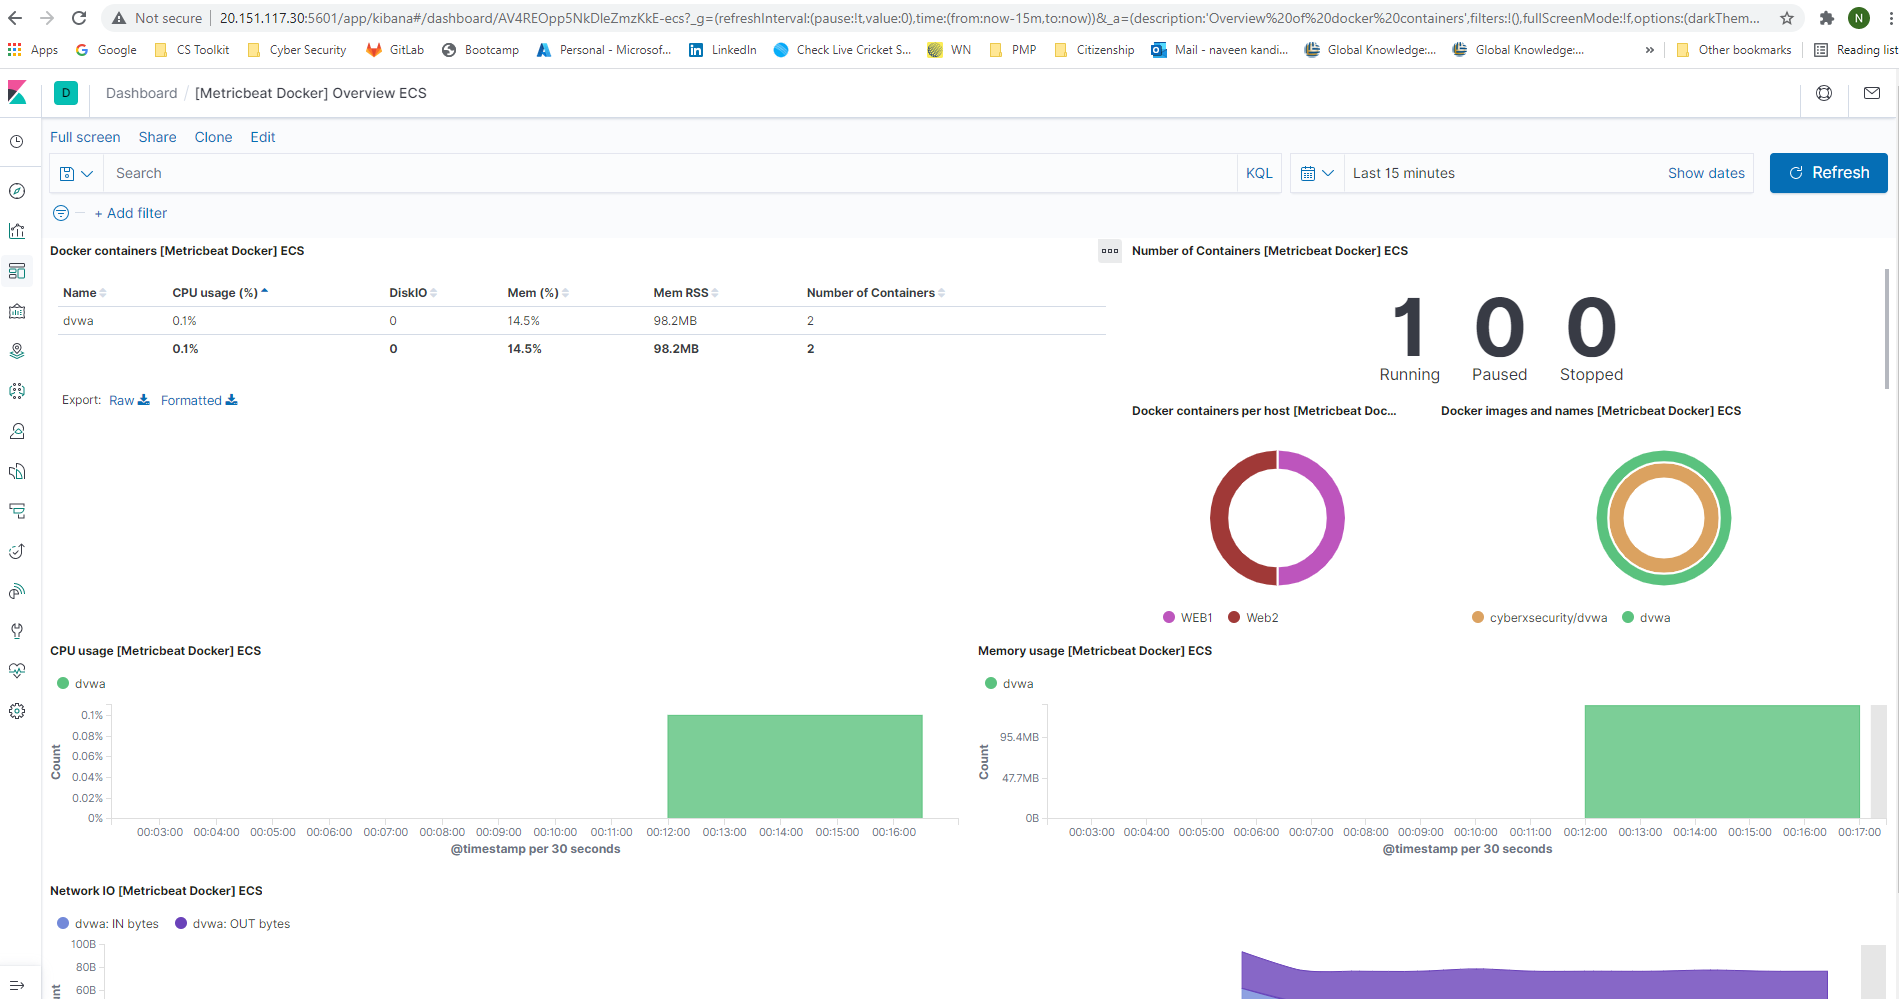 Not secure | 20.151.117.30:5601/app/kibana#/dashboard/AV4REOpp5NkDleZmzKkE-ecs?_g=(refreshInterval:(pause:!t,value:0),time:(from:now-15m,to:now))&_a=(description:'Overview%20of%20docker%20containers',filters:!(),fullScreenMode:!f,options:(darkThem...
N
Apps Google CS Toolkit Cyber Security GitLab Bootcamp Personal - Microsof... LinkedIn Check Live Cricket S... WN PMP Citizenship Mail - naveen kandi... Global Knowledge:... Global Knowledge:... » Other bookmarks Reading list
D Dashboard / [Metricbeat Docker] Overview ECS
Full screen Share Clone Edit
Search KQL Last 15 minutes Show dates Refresh
+ Add filter
Docker containers [Metricbeat Docker] ECS
Name CPU usage (%) DiskIO Mem (%) Mem RSS Number of Containers
dvwa 0.1% 0 14.5% 98.2MB 2
0.1% 0 14.5% 98.2MB 2
Export: Raw Formatted
Number of Containers [Metricbeat Docker] ECS
1 0 0
Running Paused Stopped
Docker containers per host [Metricbeat Doc...
WEB1 Web2
Docker images and names [Metricbeat Docker] ECS
cyberxsecurity/dvwa dvwa
CPU usage [Metricbeat Docker] ECS
dvwa
Count
0.1%
0.08%
0.06%
0.04%
0.02%
0%
00:03:00 00:04:00 00:05:00 00:06:00 00:07:00 00:08:00 00:09:00 00:10:00 00:11:00 00:12:00 00:13:00 00:14:00 00:15:00 00:16:00
@timestamp per 30 seconds
Memory usage [Metricbeat Docker] ECS
dvwa
Count
95.4MB
47.7MB
0B
00:03:00 00:04:00 00:05:00 00:06:00 00:07:00 00:08:00 00:09:00 00:10:00 00:11:00 00:12:00 00:13:00 00:14:00 00:15:00 00:16:00 00:17:00
@timestamp per 30 seconds
Network IO [Metricbeat Docker] ECS
dvwa: IN bytes dvwa: OUT bytes
100B
80B
60B
unt